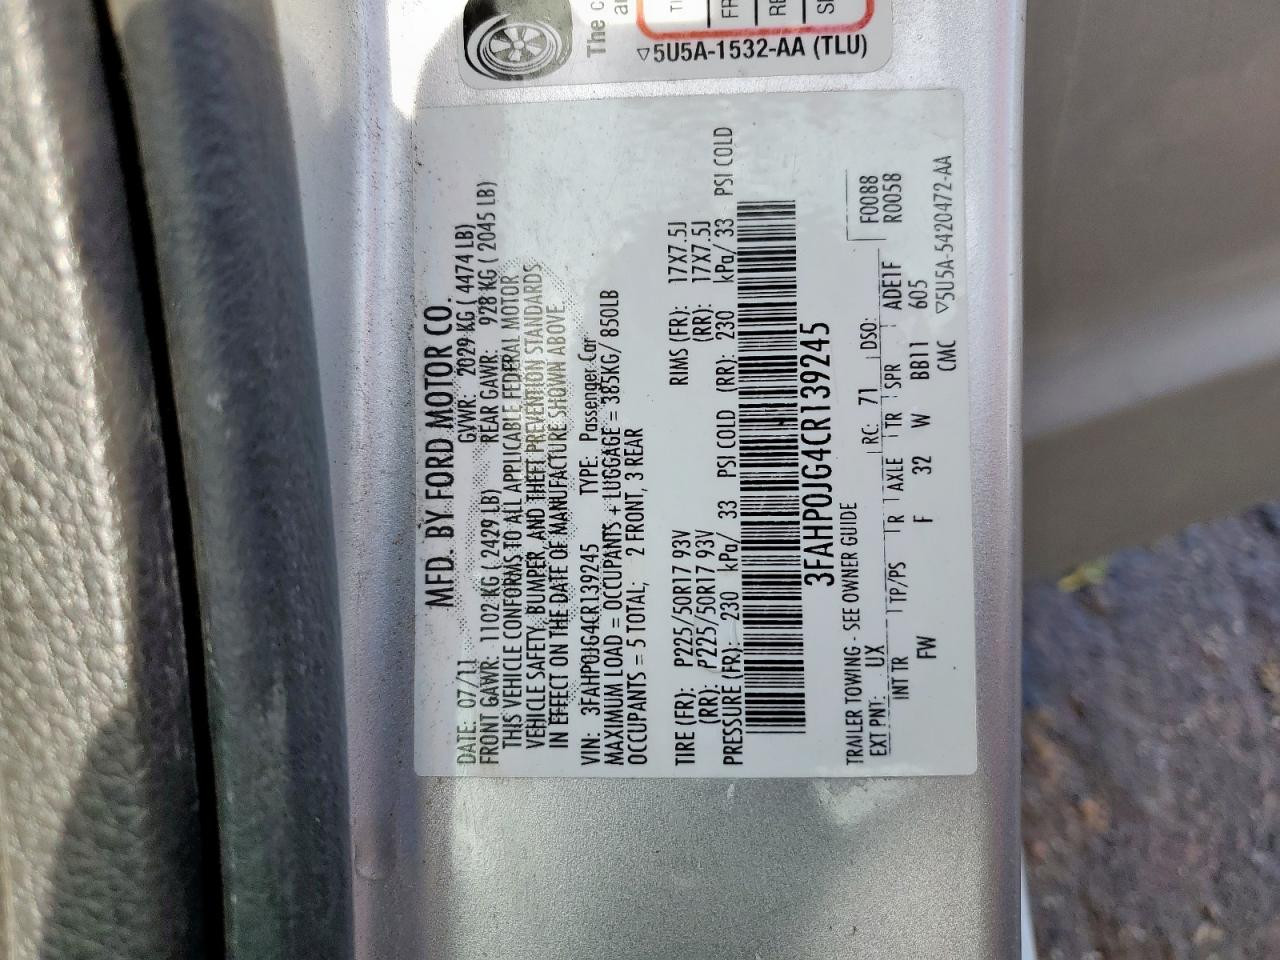 The c
TI
FR
RE
SP
▽5U5A-1532-AA (TLU)
MFD. BY FORD MOTOR CO.
DATE: 07/11 GVWR: 2029 KG ( 4474 LB)
FRONT GAWR: 1102 KG ( 2429 LB) REAR GAWR: 928 KG ( 2045 LB)
THIS VEHICLE CONFORMS TO ALL APPLICABLE FEDERAL MOTOR
VEHICLE SAFETY, BUMPER, AND THEFT PREVENTION STANDARDS
IN EFFECT ON THE DATE OF MANUFACTURE SHOWN ABOVE
VIN: 3FAHP0JG4CR139245 TYPE: Passenger Car
MAXIMUM LOAD = OCCUPANTS + LUGGAGE = 385KG/ 850LB
OCCUPANTS = 5 TOTAL; 2 FRONT, 3 REAR
TIRE (FR): P225/50R17 93V RIMS (FR): 17X7.5J
(RR): P225/50R17 93V (RR): 17X7.5J
PRESSURE (FR): 230 kPa/ 33 PSI COLD (RR): 230 kPa/ 33 PSI COLD
3FAHP0JG4CR139245
TRAILER TOWING - SEE OWNER GUIDE
EXT PNT: UX RC: 71 DSO: F0088
INT TR TP/PS R AXLE TR SPR ADE1F R0058
FW F 32 W BB11 605
CMC ▽5U5A-5420472-AA